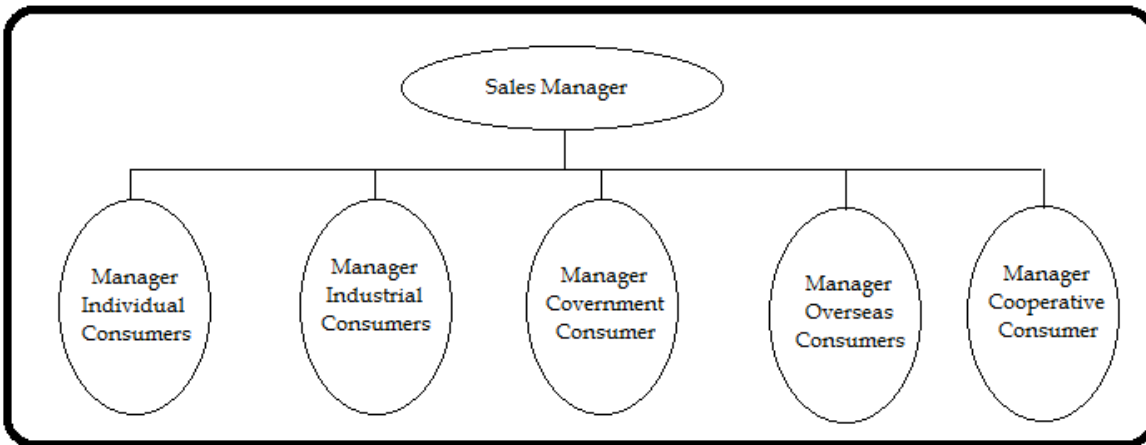 Sales Manager
Manager
Individual
Consumers
Manager
Industrial
Consumers
Manager
Covernment
Consumer
Manager
Overseas
Consumers
Manager
Cooperative
Consumer